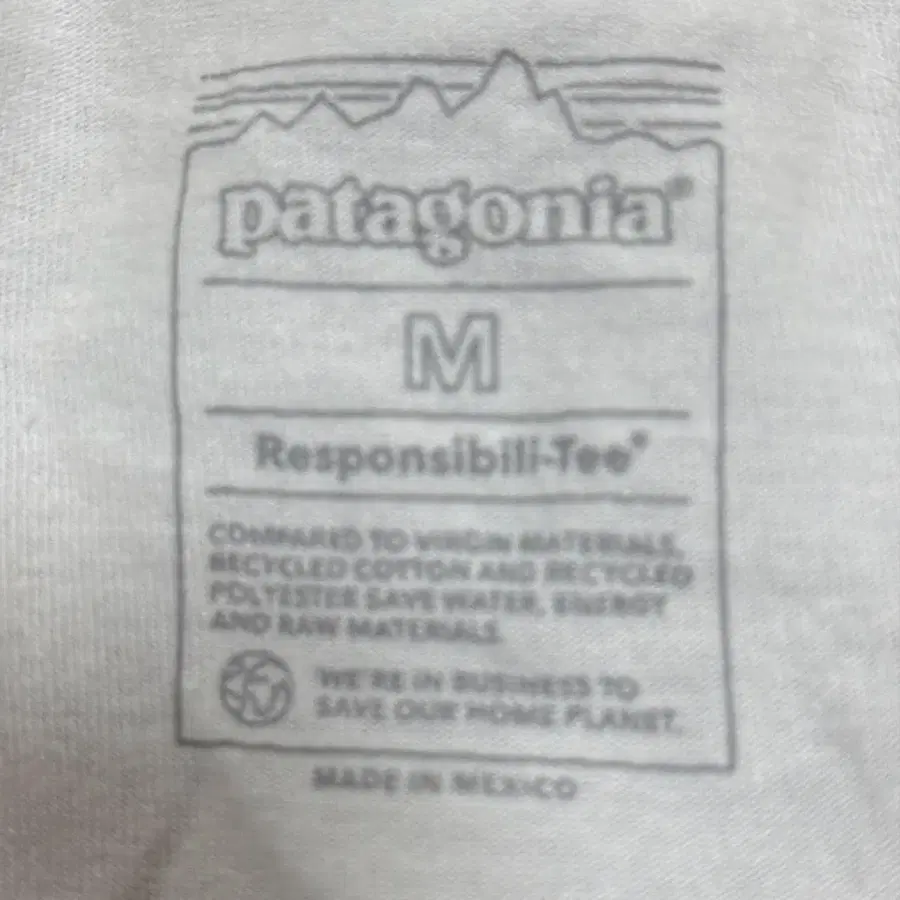 patagonia®
M
Responsibili-Tee®
COMPARED TO VIRGIN MATERIALS,
RECYCLED COTTON AND RECYCLED
POLYESTER SAVE WATER, ENERGY
AND RAW MATERIALS
WE'RE IN BUSINESS TO
SAVE OUR HOME PLANET.
MADE IN MEXICO